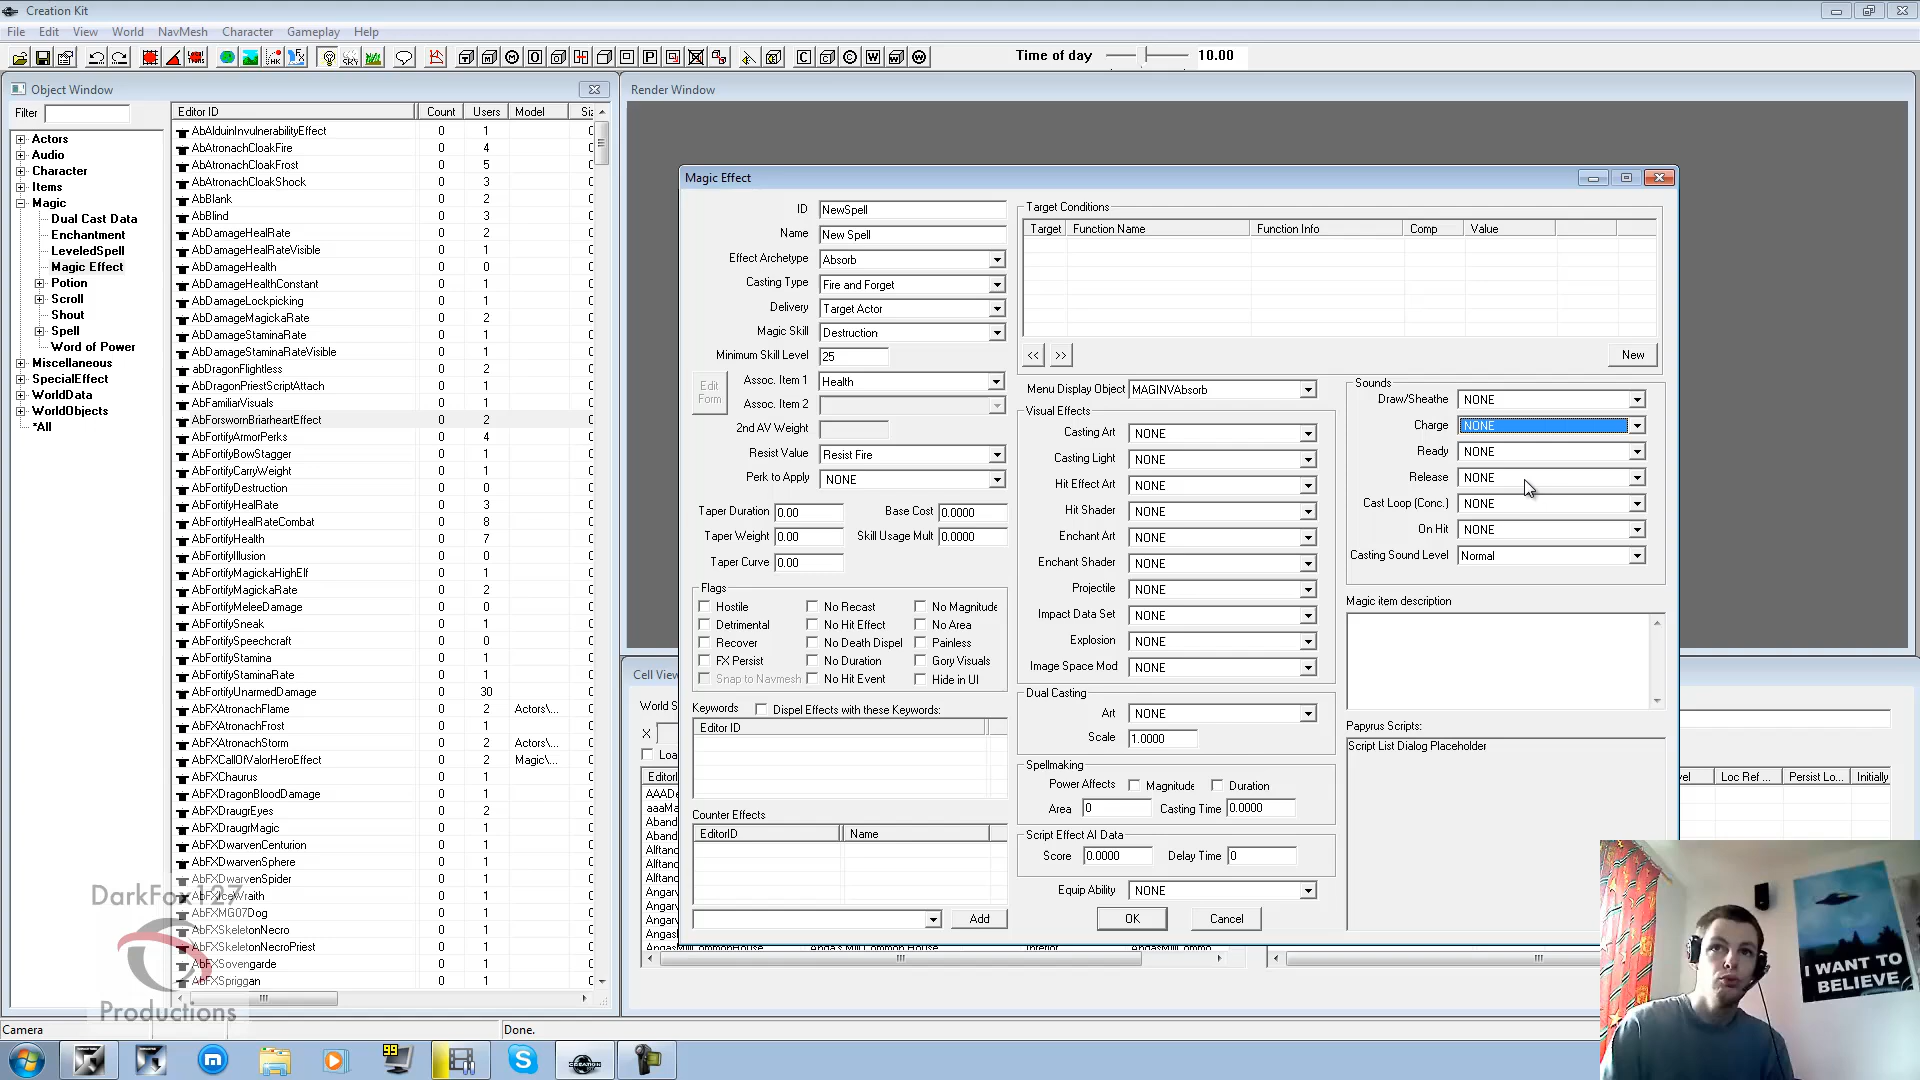 Creation Kit
File Edit View World NavMesh Character Gameplay Help
Time of day 10.00
Object Window
Filter
Actors
Audio
Character
Items
Magic
Dual Cast Data
Enchantment
LeveledSpell
Magic Effect
Potion
Scroll
Shout
Spell
Word of Power
Miscellaneous
SpecialEffect
WorldData
WorldObjects
*All
Editor ID Count Users Model
AbAlduinInvulnerabilityEffect 0 1
AbAtronachCloakFire 0 4
AbAtronachCloakFrost 0 5
AbAtronachCloakShock 0 3
AbBlank 0 2
AbBlind 0 3
AbDamageHealRate 0 2
AbDamageHealRateVisible 0 1
AbDamageHealth 0 0
AbDamageHealthConstant 0 1
AbDamageLockpicking 0 1
AbDamageMagickaRate 0 2
AbDamageStaminaRate 0 1
AbDamageStaminaRateVisible 0 1
abDragonFlightless 0 2
AbDragonPriestScriptAttach 0 1
AbFamiliarVisuals 0 1
AbForswornBriarheartEffect 0 2
AbFortifyArmorPerks 0 4
AbFortifyBowStagger 0 1
AbFortifyCarryWeight 0 1
AbFortifyDestruction 0 0
AbFortifyHealRate 0 3
AbFortifyHealRateCombat 0 8
AbFortifyHealth 0 7
AbFortifyIllusion 0 0
AbFortifyMagickaHighElf 0 1
AbFortifyMagickaRate 0 2
AbFortifyMeleeDamage 0 0
AbFortifySneak 0 1
AbFortifySpeechcraft 0 0
AbFortifyStamina 0 1
AbFortifyStaminaRate 0 1
AbFortifyUnarmedDamage 0 30
AbFXAtronachFlame 0 2 Actors\...
AbFXAtronachFrost 0 1
AbFXAtronachStorm 0 2 Actors\...
AbFXCallOfValorHeroEffect 0 2 Magic\...
AbFXChaurus 0 1
AbFXDragonBloodDamage 0 1
AbFXDraugrEyes 0 2
AbFXDraugrMagic 0 1
AbFXDwarvenCenturion 0 1
AbFXDwarvenSphere 0 1
AbFXDwarvenSpider 0 1
AbFXIceWraith 0 1
AbFXMG07Dog 0 1
AbFXSkeletonNecro 0 1
AbFXSkeletonNecroPriest 0 1
AbFXSovengarde 0 1
AbFXSpriggan 0 1
DarkFox127
Productions
Render Window
Magic Effect
ID NewSpell
Name New Spell
Effect Archetype Absorb
Casting Type Fire and Forget
Delivery Target Actor
Magic Skill Destruction
Minimum Skill Level 25
Edit Form
Assoc. Item 1 Health
Assoc. Item 2
2nd AV Weight
Resist Value Resist Fire
Perk to Apply NONE
Taper Duration 0.00 Base Cost 0.0000
Taper Weight 0.00 Skill Usage Mult 0.0000
Taper Curve 0.00
Flags
Hostile No Recast No Magnitude
Detrimental No Hit Effect No Area
Recover No Death Dispel Painless
FX Persist No Duration Gory Visuals
Snap to Navmesh No Hit Event Hide in UI
Keywords Dispel Effects with these Keywords:
Editor ID
Counter Effects
EditorID Name
Add
Target Conditions
Target Function Name Function Info Comp Value
<< >> New
Menu Display Object MAGINVAbsorb
Visual Effects
Casting Art NONE
Casting Light NONE
Hit Effect Art NONE
Hit Shader NONE
Enchant Art NONE
Enchant Shader NONE
Projectile NONE
Impact Data Set NONE
Explosion NONE
Image Space Mod NONE
Dual Casting
Art NONE
Scale 1.0000
Spellmaking
Power Affects Magnitude Duration
Area 0 Casting Time 0.0000
Script Effect AI Data
Score 0.0000 Delay Time 0
Equip Ability NONE
OK Cancel
Sounds
Draw/Sheathe NONE
Charge NONE
Ready NONE
Release NONE
Cast Loop (Conc.) NONE
On Hit NONE
Casting Sound Level Normal
Magic item description
Papyrus Scripts:
Script List Dialog Placeholder
Cell View
World S
X
Loa
Editor
AAADe
aaaMa
Aband
Aband
Alftand
Alftand
Angarv
Angarv
Angarv
Angas
Loc Ref ... Persist Lo... Initially
I WANT TO
BELIEVE
Camera Done.
99